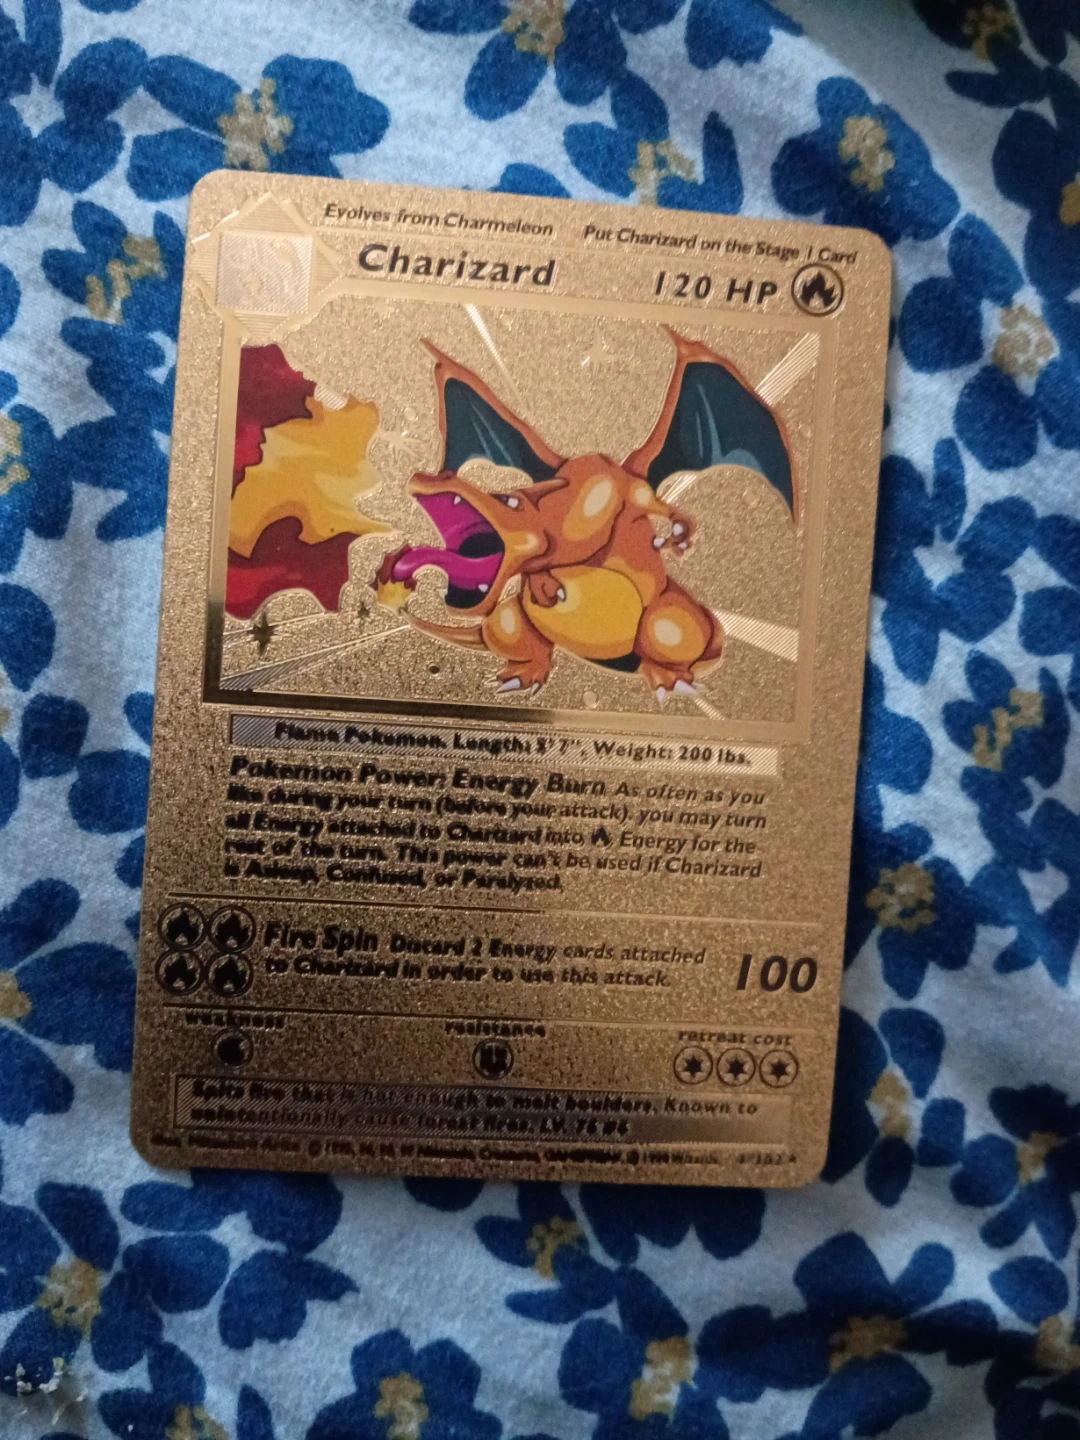 Evolves from Charmeleon Put Charizard on the Stage 1 Card
Charizard 120 HP
Flame Pokemon. Length: 5' 7", Weight: 200 lbs.
Pokemon Power: Energy Burn As often as you
like during your turn (before your attack), you may turn
all Energy attached to Charizard into Energy for the
rest of the turn. This power can't be used if Charizard
is Asleep, Confused, or Paralyzed.
Fire Spin Discard 2 Energy cards attached
to Charizard in order to use this attack. 100
weakness resistance retreat cost
Spits fire that is hot enough to melt boulders. Known to
unintentionally cause forest fires. LV. 76 #6
Nintendo, Creatures, GAMEFREAK. ©